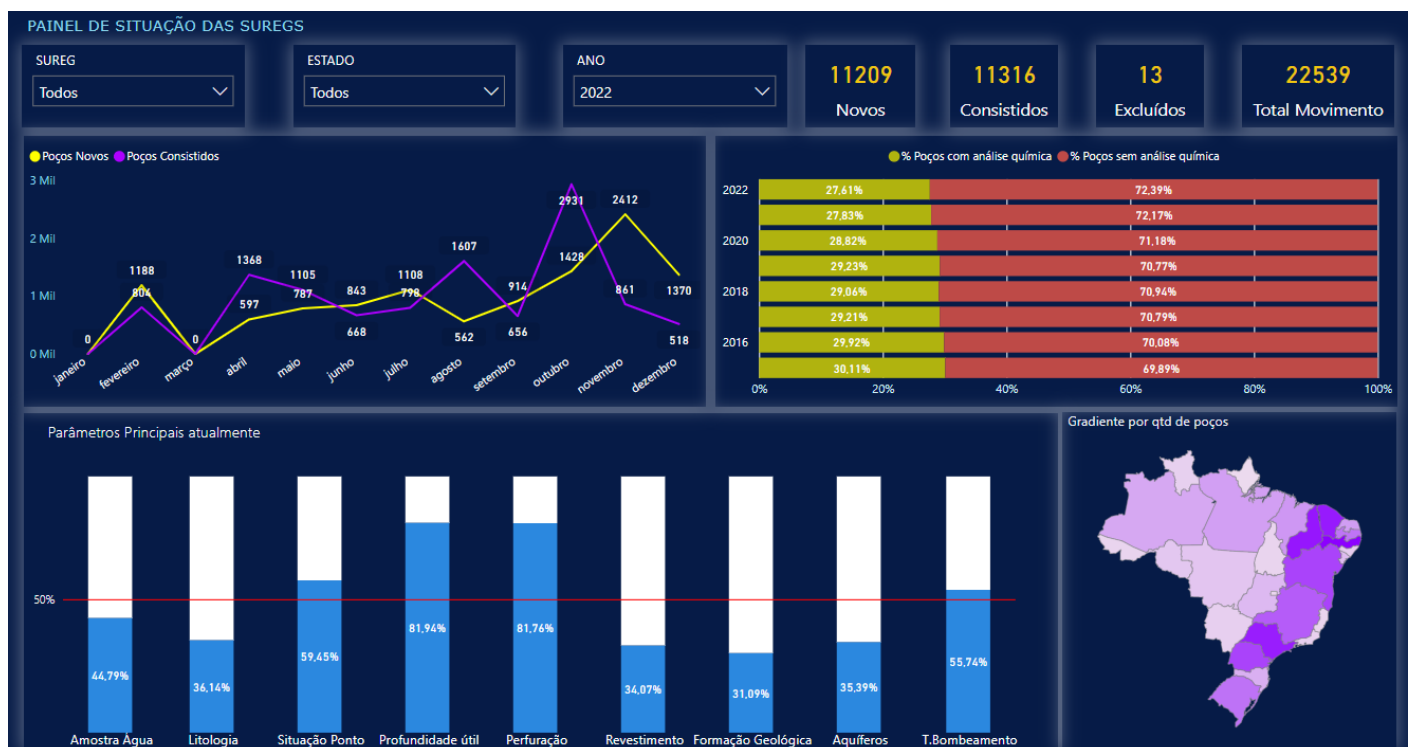 PAINEL DE SITUAÇÃO DAS SUREGS
SUREG
Todos
ESTADO
Todos
ANO
2022
11209
Novos
11316
Consistidos
13
Excluídos
22539
Total Movimento
Poços Novos Poços Consistidos
3 Mil
2 Mil
1 Mil
0 Mil
0
1188
804
0
1368
597
1105
787
843
668
1108
798
1607
562
914
656
2931
1428
2412
861
1370
518
janeiro
fevereiro
março
abril
maio
junho
julho
agosto
setembro
outubro
novembro
dezembro
% Poços com análise química % Poços sem análise química
2022 27,61% 72,39%
27,83% 72,17%
2020 28,82% 71,18%
29,23% 70,77%
2018 29,06% 70,94%
29,21% 70,79%
2016 29,92% 70,08%
30,11% 69,89%
0% 20% 40% 60% 80% 100%
Parâmetros Principais atualmente
50%
44,79%
36,14%
59,45%
81,94%
81,76%
34,07%
31,09%
35,39%
55,74%
Amostra Água
Litologia
Situação Ponto
Profundidade útil
Perfuração
Revestimento
Formação Geológica
Aquíferos
T.Bombeamento
Gradiente por qtd de poços